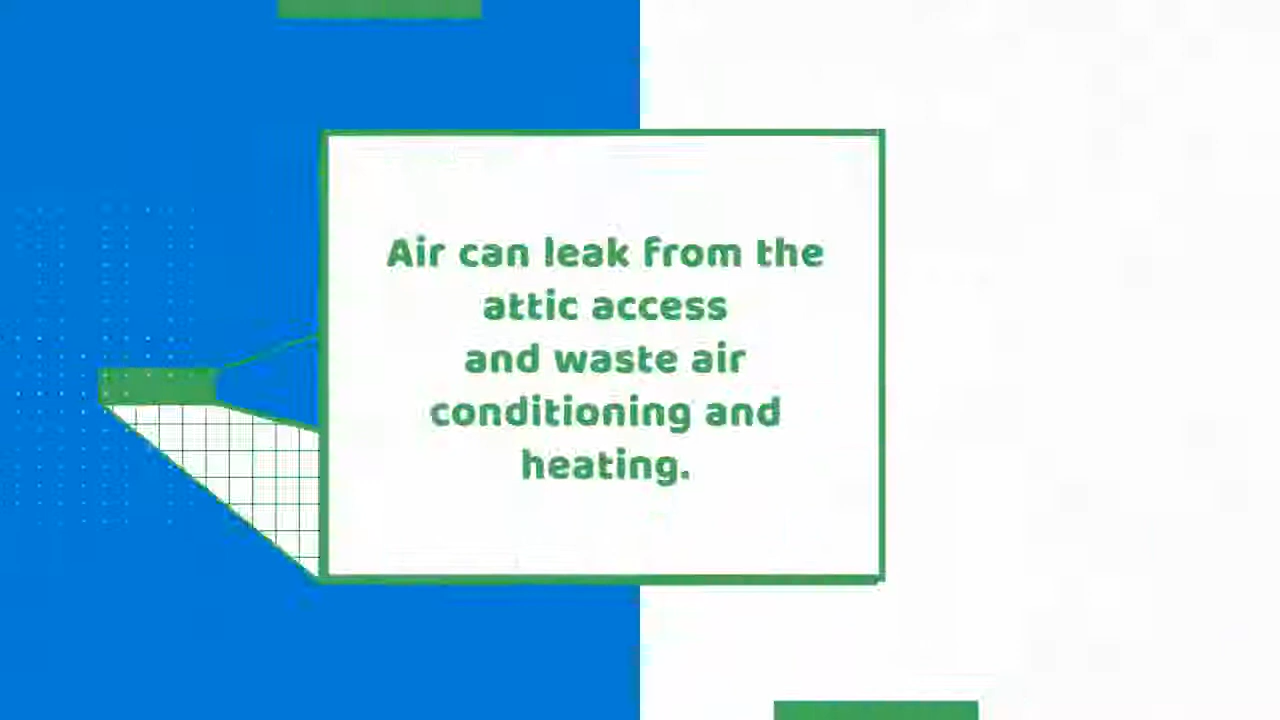 Air can leak from the
attic access
and waste air
conditioning and
heating.